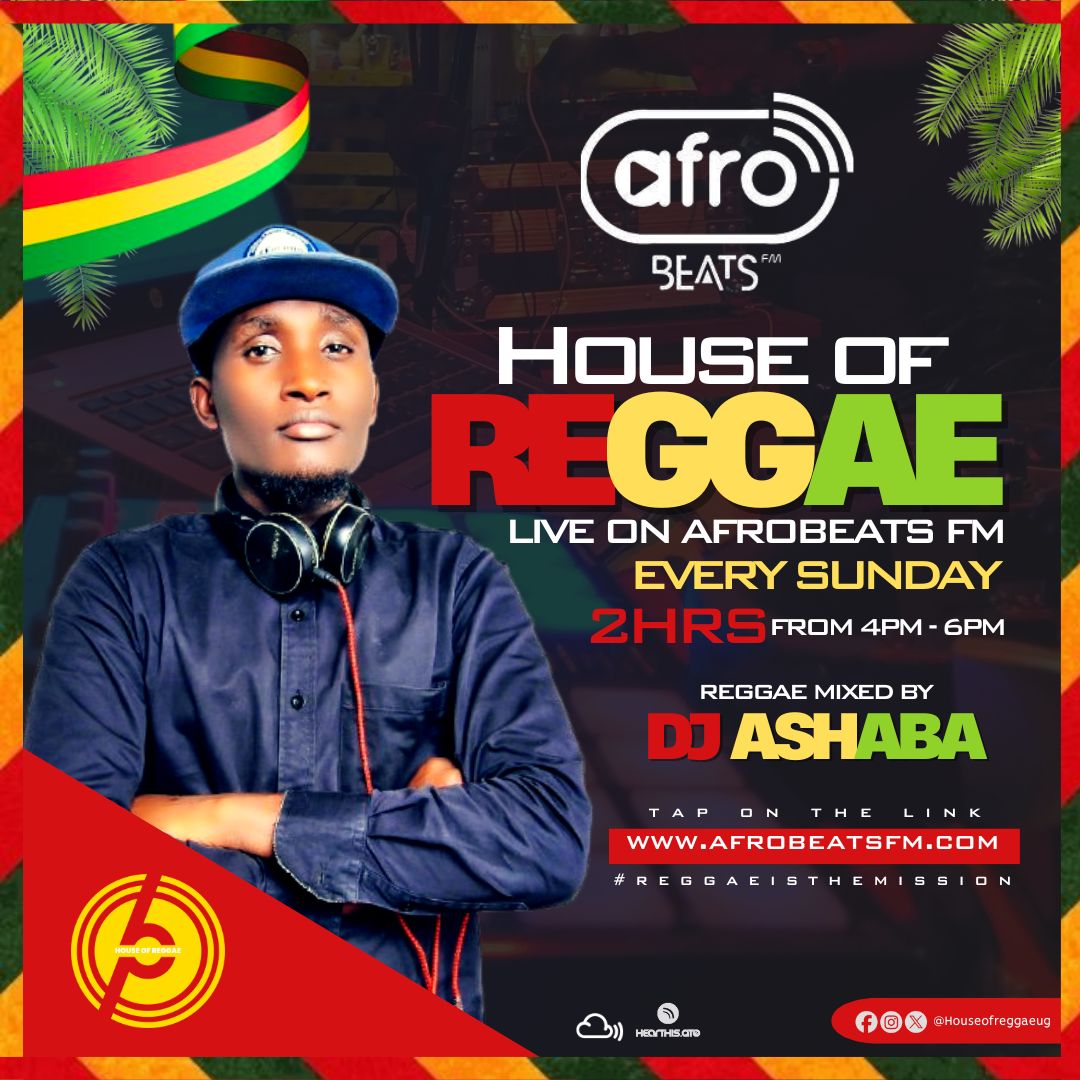 afro
BEATS FM
HOUSE OF
REGGAE
LIVE ON AFROBEATS FM
EVERY SUNDAY
2HRS FROM 4PM - 6PM
REGGAE MIXED BY
DJ ASHABA
TAP ON THE LINK
WWW.AFROBEATSFM.COM
#REGGAEISTHEMISSION
HOUSE OF REGGAE
HEARTHIS.AT
@Houseofreggaeug